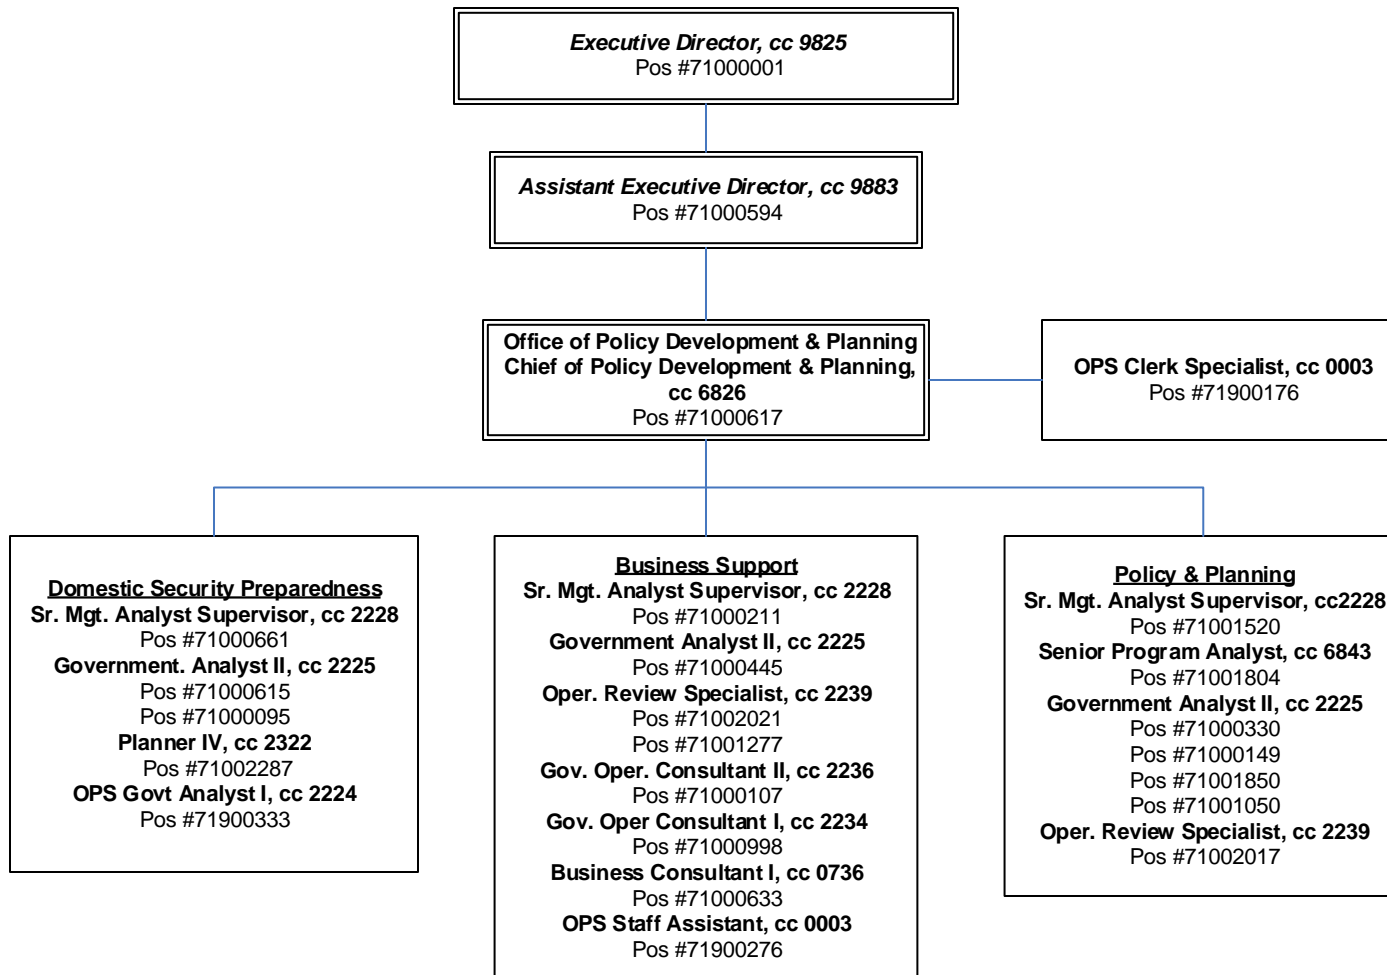 Executive Director, cc 9825
Pos #71000001
Assistant Executive Director, cc 9883
Pos #71000594
Office of Policy Development & Planning
Chief of Policy Development & Planning,
cc 6826
Pos #71000617
OPS Clerk Specialist, cc 0003
Pos #71900176
Domestic Security Preparedness
Sr. Mgt. Analyst Supervisor, cc 2228
Pos #71000661
Government. Analyst II, cc 2225
Pos #71000615
Pos #71000095
Planner IV, cc 2322
Pos #71002287
OPS Govt Analyst I, cc 2224
Pos #71900333
Business Support
Sr. Mgt. Analyst Supervisor, cc 2228
Pos #71000211
Government Analyst II, cc 2225
Pos #71000445
Oper. Review Specialist, cc 2239
Pos #71002021
Pos #71001277
Gov. Oper. Consultant II, cc 2236
Pos #71000107
Gov. Oper Consultant I, cc 2234
Pos #71000998
Business Consultant I, cc 0736
Pos #71000633
OPS Staff Assistant, cc 0003
Pos #71900276
Policy & Planning
Sr. Mgt. Analyst Supervisor, cc2228
Pos #71001520
Senior Program Analyst, cc 6843
Pos #71001804
Government Analyst II, cc 2225
Pos #71000330
Pos #71000149
Pos #71001850
Pos #71001050
Oper. Review Specialist, cc 2239
Pos #71002017